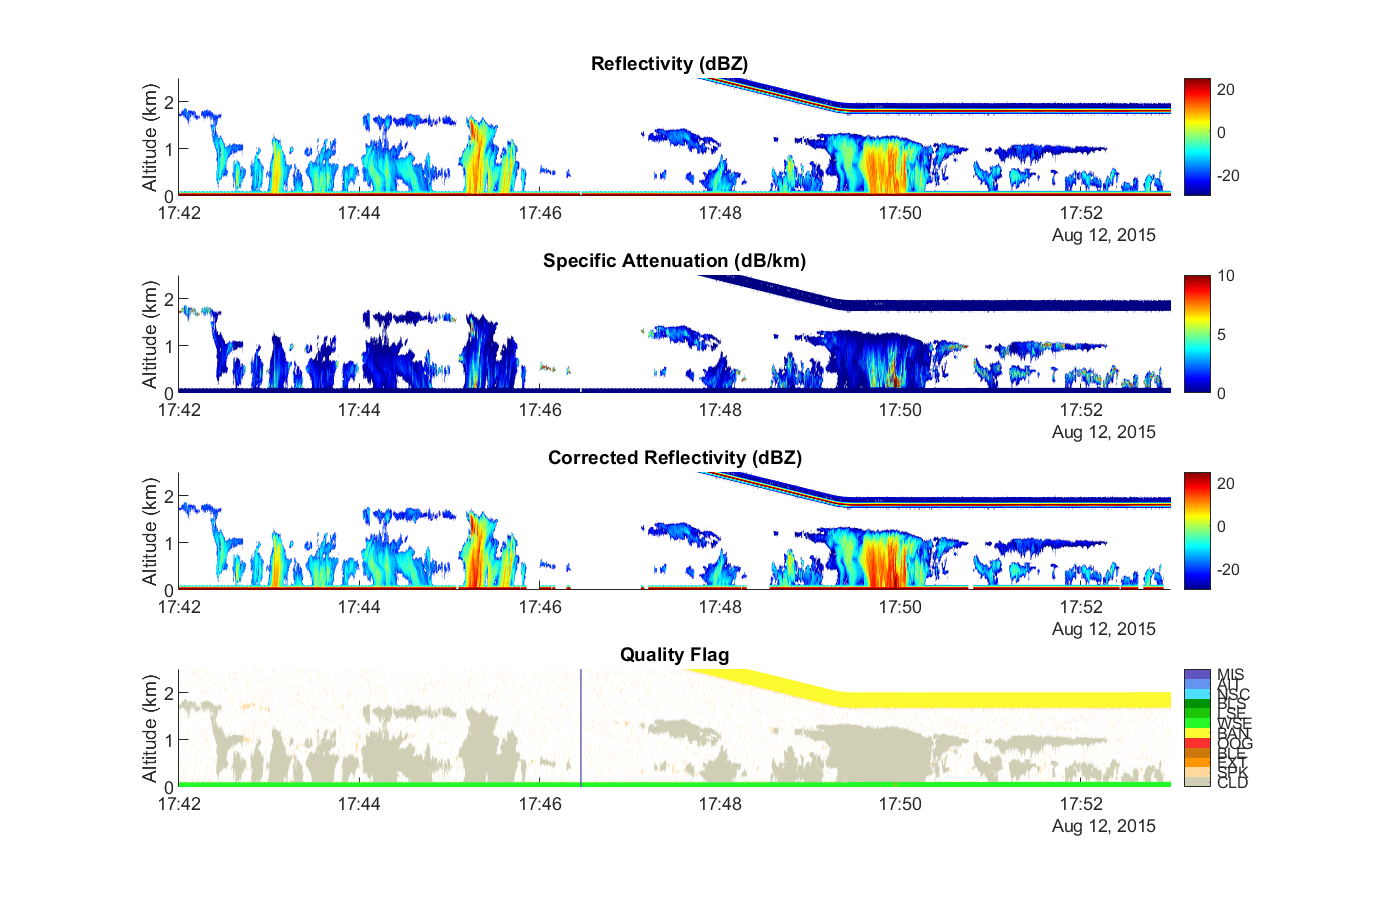 Reflectivity (dBZ)
Altitude (km)
2
1
0
17:42 17:44 17:46 17:48 17:50 17:52
Aug 12, 2015
20
0
-20
Specific Attenuation (dB/km)
Altitude (km)
2
1
0
17:42 17:44 17:46 17:48 17:50 17:52
Aug 12, 2015
10
5
0
Corrected Reflectivity (dBZ)
Altitude (km)
2
1
0
17:42 17:44 17:46 17:48 17:50 17:52
Aug 12, 2015
20
0
-20
Quality Flag
Altitude (km)
2
1
0
17:42 17:44 17:46 17:48 17:50 17:52
Aug 12, 2015
MIS
ALT
NSC
BLS
LSE
WSE
BAN
OOG
BLE
EXT
SPK
CLD